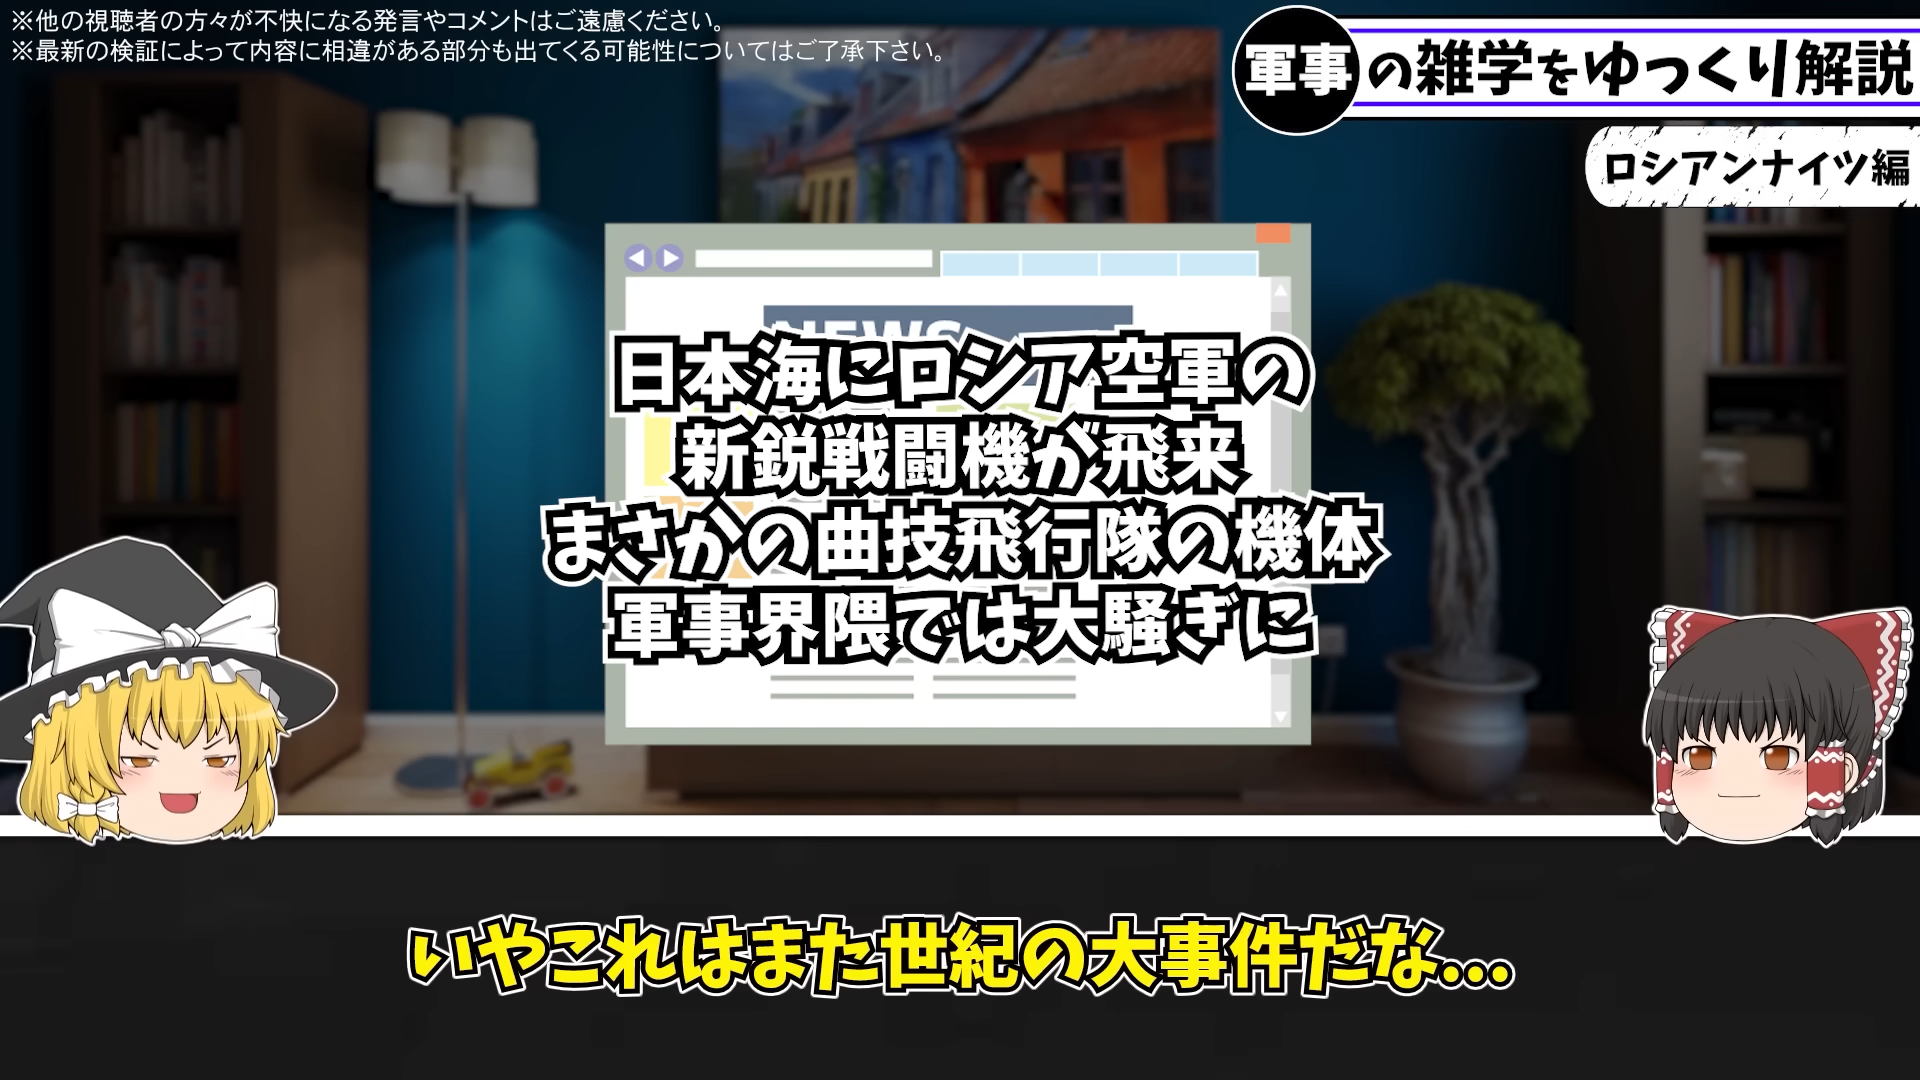 ※他の視聴者の方々が不快になる発言やコメントはご遠慮ください。
※最新の検証によって内容に相違がある部分も出てくる可能性についてはご了承下さい。
軍事の雑学をゆっくり解説
ロシアンナイツ編
NEWS
日本海にロシア空軍の
新鋭戦闘機が飛来
まさかの曲技飛行隊の機体
軍事界隈では大騒ぎに
いやこれはまた世紀の大事件だな...